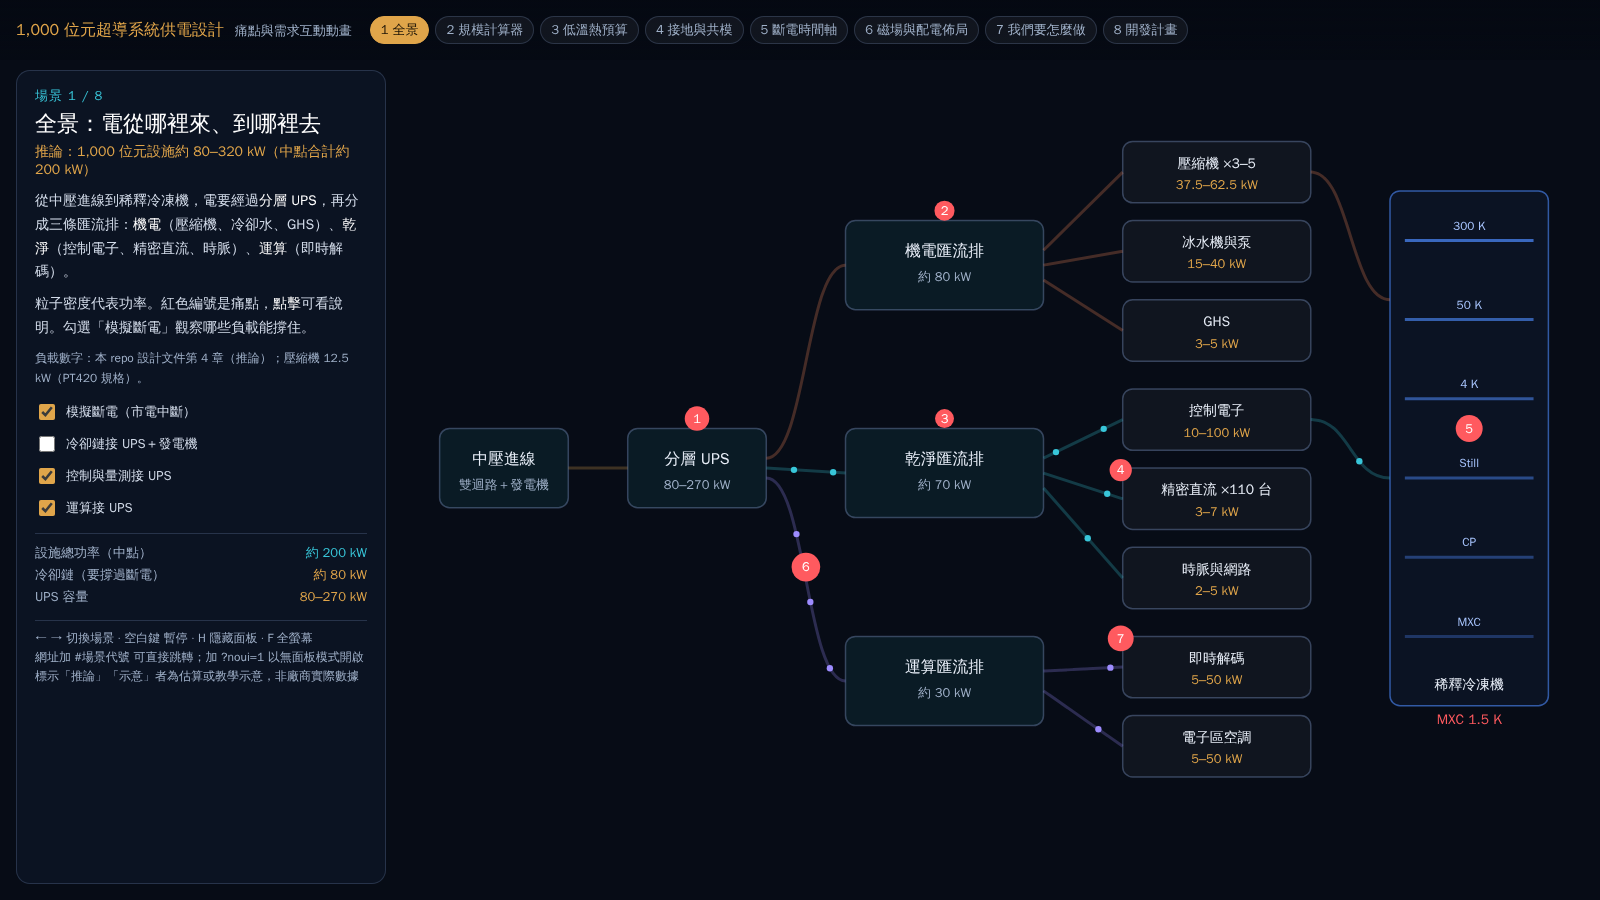 1,000 位元超導系統供電設計
痛點與需求互動動畫
1 全景
2 規模計算器
3 低溫熱預算
4 接地與共模
5 斷電時間軸
6 磁場與配電佈局
7 我們要怎麼做
8 開發計畫
場景 1 / 8
全景：電從哪裡來、到哪裡去
推論：1,000 位元設施約 80–320 kW（中點合計約
200 kW）
從中壓進線到稀釋冷凍機，電要經過分層 UPS，再分
成三條匯流排：機電（壓縮機、冷卻水、GHS）、乾
淨（控制電子、精密直流、時脈）、運算（即時解
碼）。
粒子密度代表功率。紅色編號是痛點，點擊可看說
明。勾選「模擬斷電」觀察哪些負載能撐住。
負載數字：本 repo 設計文件第 4 章（推論）；壓縮機 12.5
kW（PT420 規格）。
模擬斷電（市電中斷）
冷卻鏈接 UPS＋發電機
控制與量測接 UPS
運算接 UPS
設施總功率（中點） 約 200 kW
冷卻鏈（要撐過斷電） 約 80 kW
UPS 容量 80–270 kW
← → 切換場景 · 空白鍵 暫停 · H 隱藏面板 · F 全螢幕
網址加 #場景代號 可直接跳轉；加 ?noui=1 以無面板模式開啟
標示「推論」「示意」者為估算或教學示意，非廠商實際數據
中壓進線
雙迴路＋發電機
1
分層 UPS
80–270 kW
2
機電匯流排
約 80 kW
3
乾淨匯流排
約 70 kW
6
運算匯流排
約 30 kW
壓縮機 ×3–5
37.5–62.5 kW
冰水機與泵
15–40 kW
GHS
3–5 kW
控制電子
10–100 kW
4
精密直流 ×110 台
3–7 kW
時脈與網路
2–5 kW
7
即時解碼
5–50 kW
電子區空調
5–50 kW
300 K
50 K
4 K
5
Still
CP
MXC
稀釋冷凍機
MXC 1.5 K